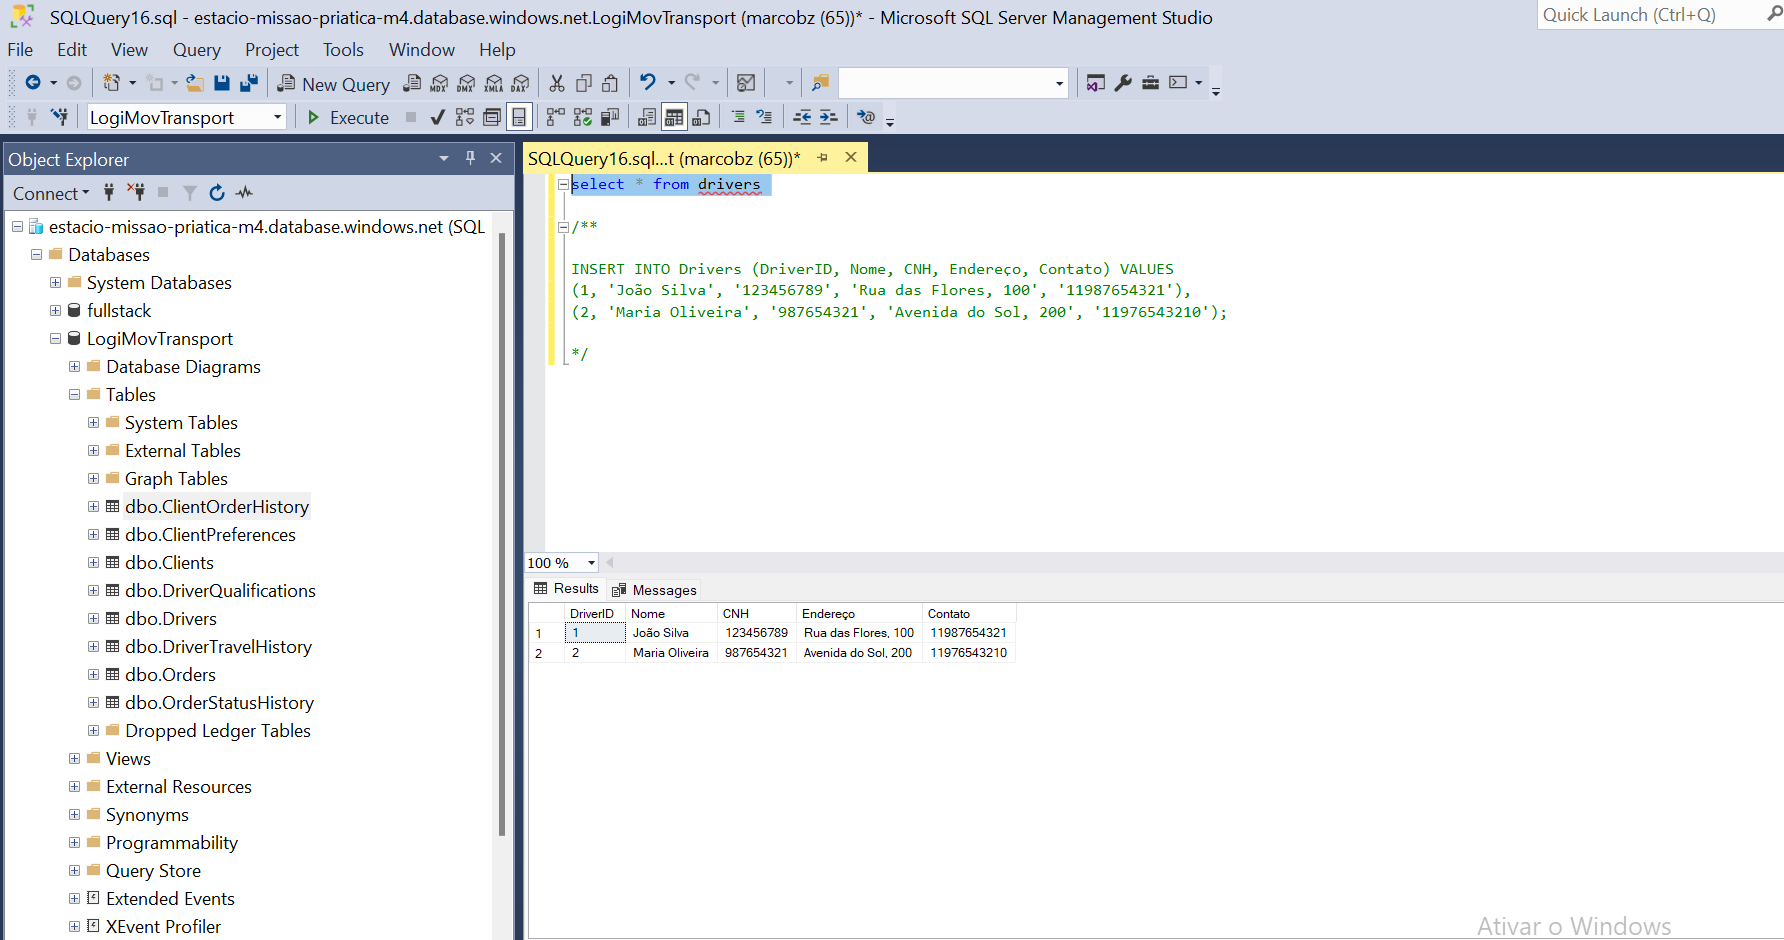 SQLQuery16.sql - estacio-missao-priatica-m4.database.windows.net.LogiMovTransport (marcobz (65))* - Microsoft SQL Server Management Studio
Quick Launch (Ctrl+Q)
File Edit View Query Project Tools Window Help
New Query MDX DMX XMLA DAX
LogiMovTransport Execute
Object Explorer
Connect
estacio-missao-priatica-m4.database.windows.net (SQL
Databases
System Databases
fullstack
LogiMovTransport
Database Diagrams
Tables
System Tables
External Tables
Graph Tables
dbo.ClientOrderHistory
dbo.ClientPreferences
dbo.Clients
dbo.DriverQualifications
dbo.Drivers
dbo.DriverTravelHistory
dbo.Orders
dbo.OrderStatusHistory
Dropped Ledger Tables
Views
External Resources
Synonyms
Programmability
Query Store
Extended Events
XEvent Profiler
SQLQuery16.sql...t (marcobz (65))*
select * from drivers
/**
INSERT INTO Drivers (DriverID, Nome, CNH, Endereço, Contato) VALUES
(1, 'João Silva', '123456789', 'Rua das Flores, 100', '11987654321'),
(2, 'Maria Oliveira', '987654321', 'Avenida do Sol, 200', '11976543210');
*/
100 %
Results Messages
DriverID Nome CNH Endereço Contato
1 1 João Silva 123456789 Rua das Flores, 100 11987654321
2 2 Maria Oliveira 987654321 Avenida do Sol, 200 11976543210
Ativar o Windows